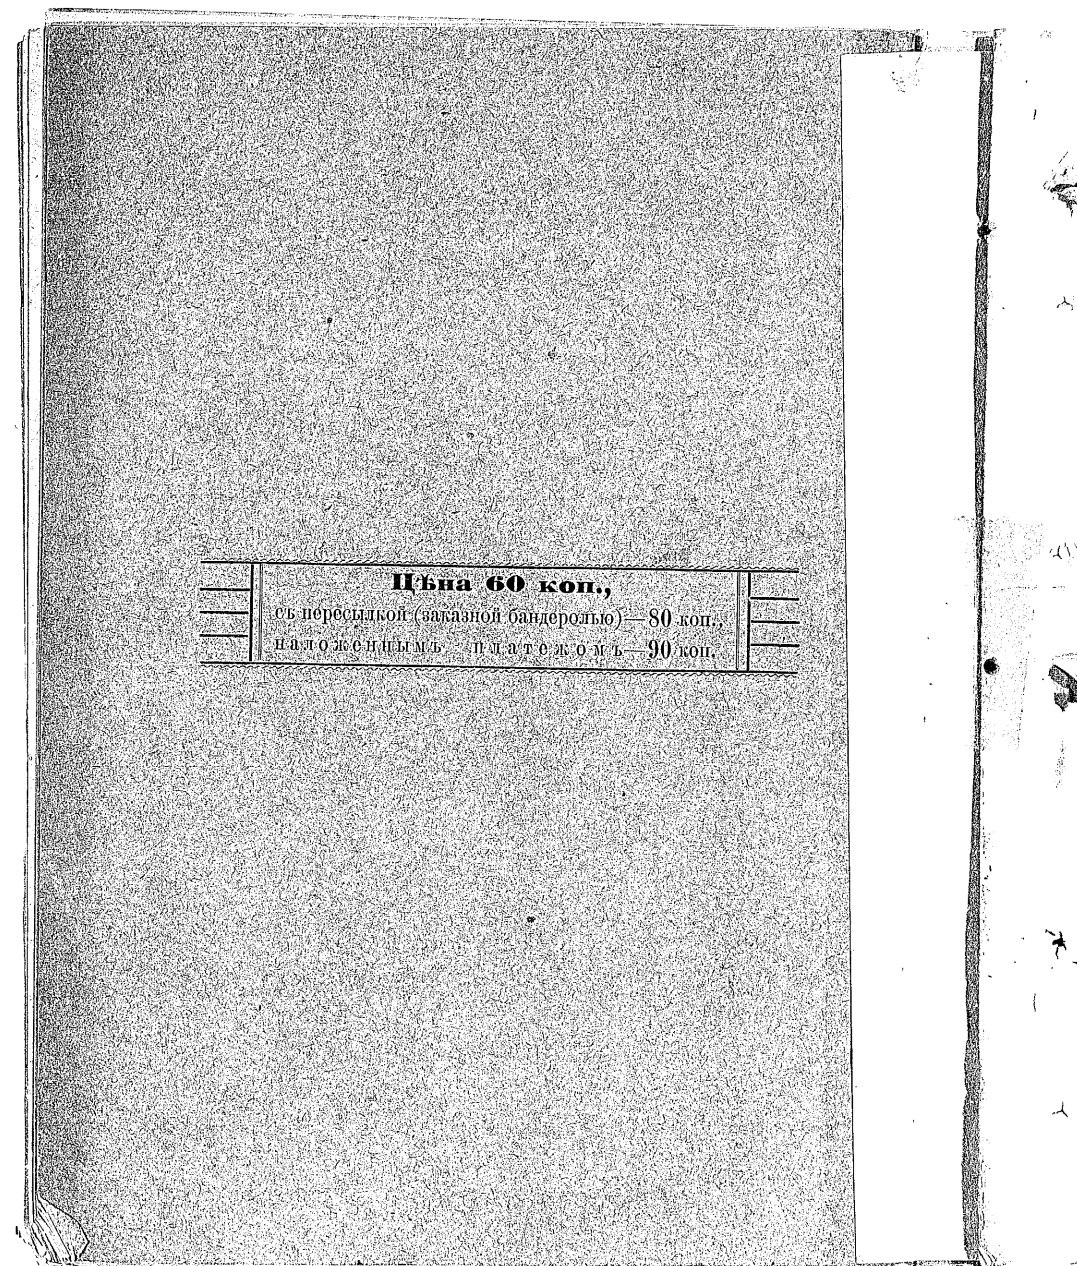 Цѣна 60 коп.,
съ пересылкой (заказной бандеролью)—80 коп.,
наложеннымъ платежомъ—90 коп.